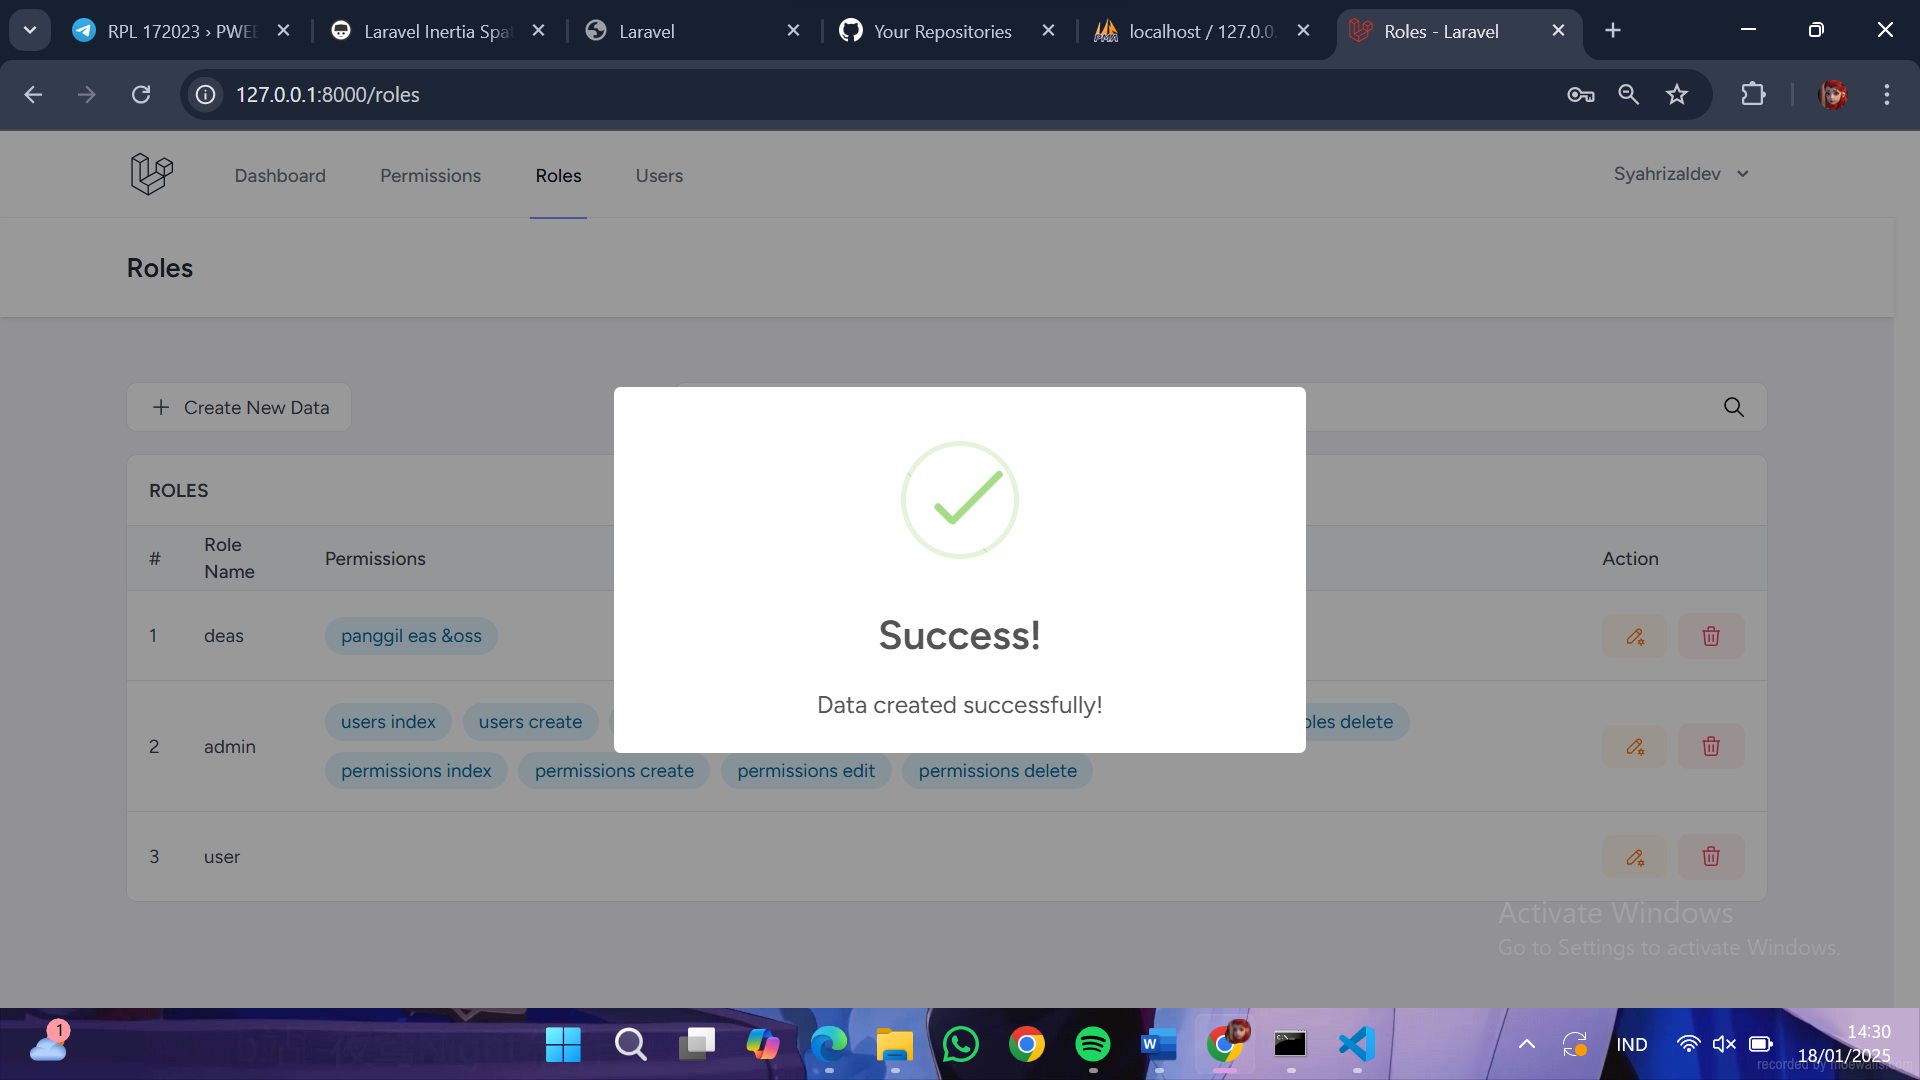 RPL 172023 › PWEB
Laravel Inertia Spat
Laravel
Your Repositories
localhost / 127.0.0.
Roles - Laravel
127.0.0.1:8000/roles
Dashboard
Permissions
Roles
Users
Syahrizaldev
Roles
Create New Data
ROLES
#
Role Name
Permissions
Action
1
deas
panggil eas &oss
2
admin
users index
users create
oles delete
permissions index
permissions create
permissions edit
permissions delete
3
user
Success!
Data created successfully!
Activate Windows
Go to Settings to activate Windows.
1
IND
14:30
18/01/2025